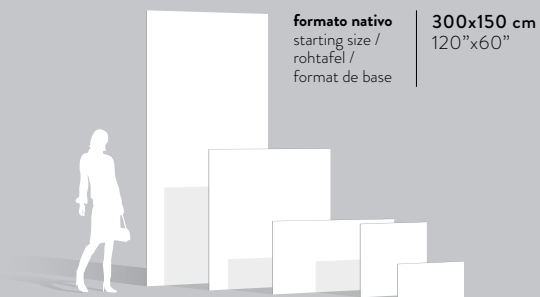 formato nativo
starting size /
rohtafel /
format de base
300x150 cm
120”x60”